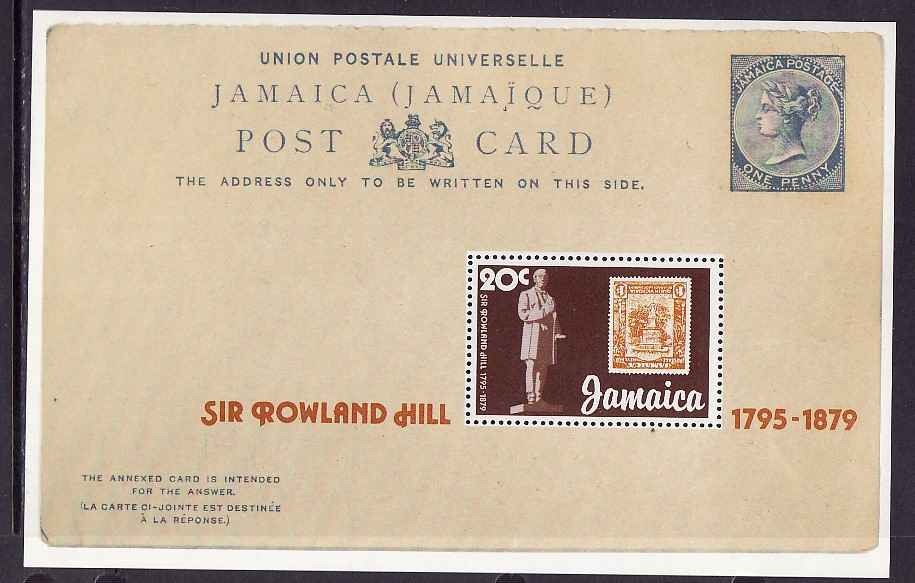 UNION POSTALE UNIVERSELLE
JAMAICA (JAMAÏQUE)
POST CARD
THE ADDRESS ONLY TO BE WRITTEN ON THIS SIDE.
JAMAICA POSTAGE
ONE PENNY
20c
SIR ROWLAND HILL 1795-1879
Jamaica
SIR ROWLAND HILL
1795-1879
THE ANNEXED CARD IS INTENDED
FOR THE ANSWER.
(LA CARTE CI-JOINTE EST DESTINÉE
À LA RÉPONSE.)